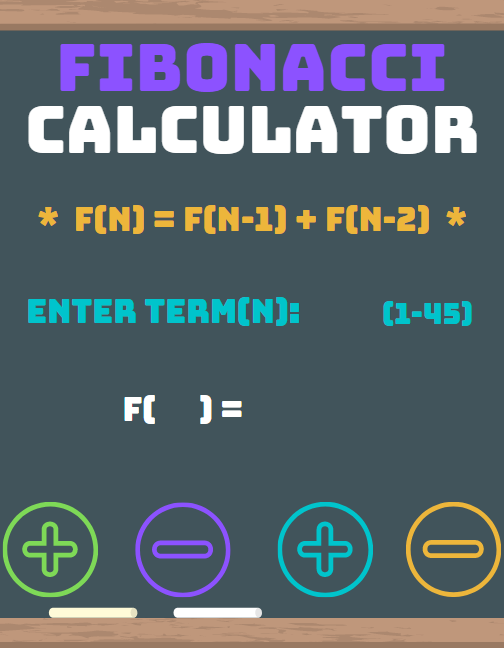 FIBONACCI
CALCULATOR
* F(N) = F(N-1) + F(N-2) *
ENTER TERM(N): (1-45)
F( ) =